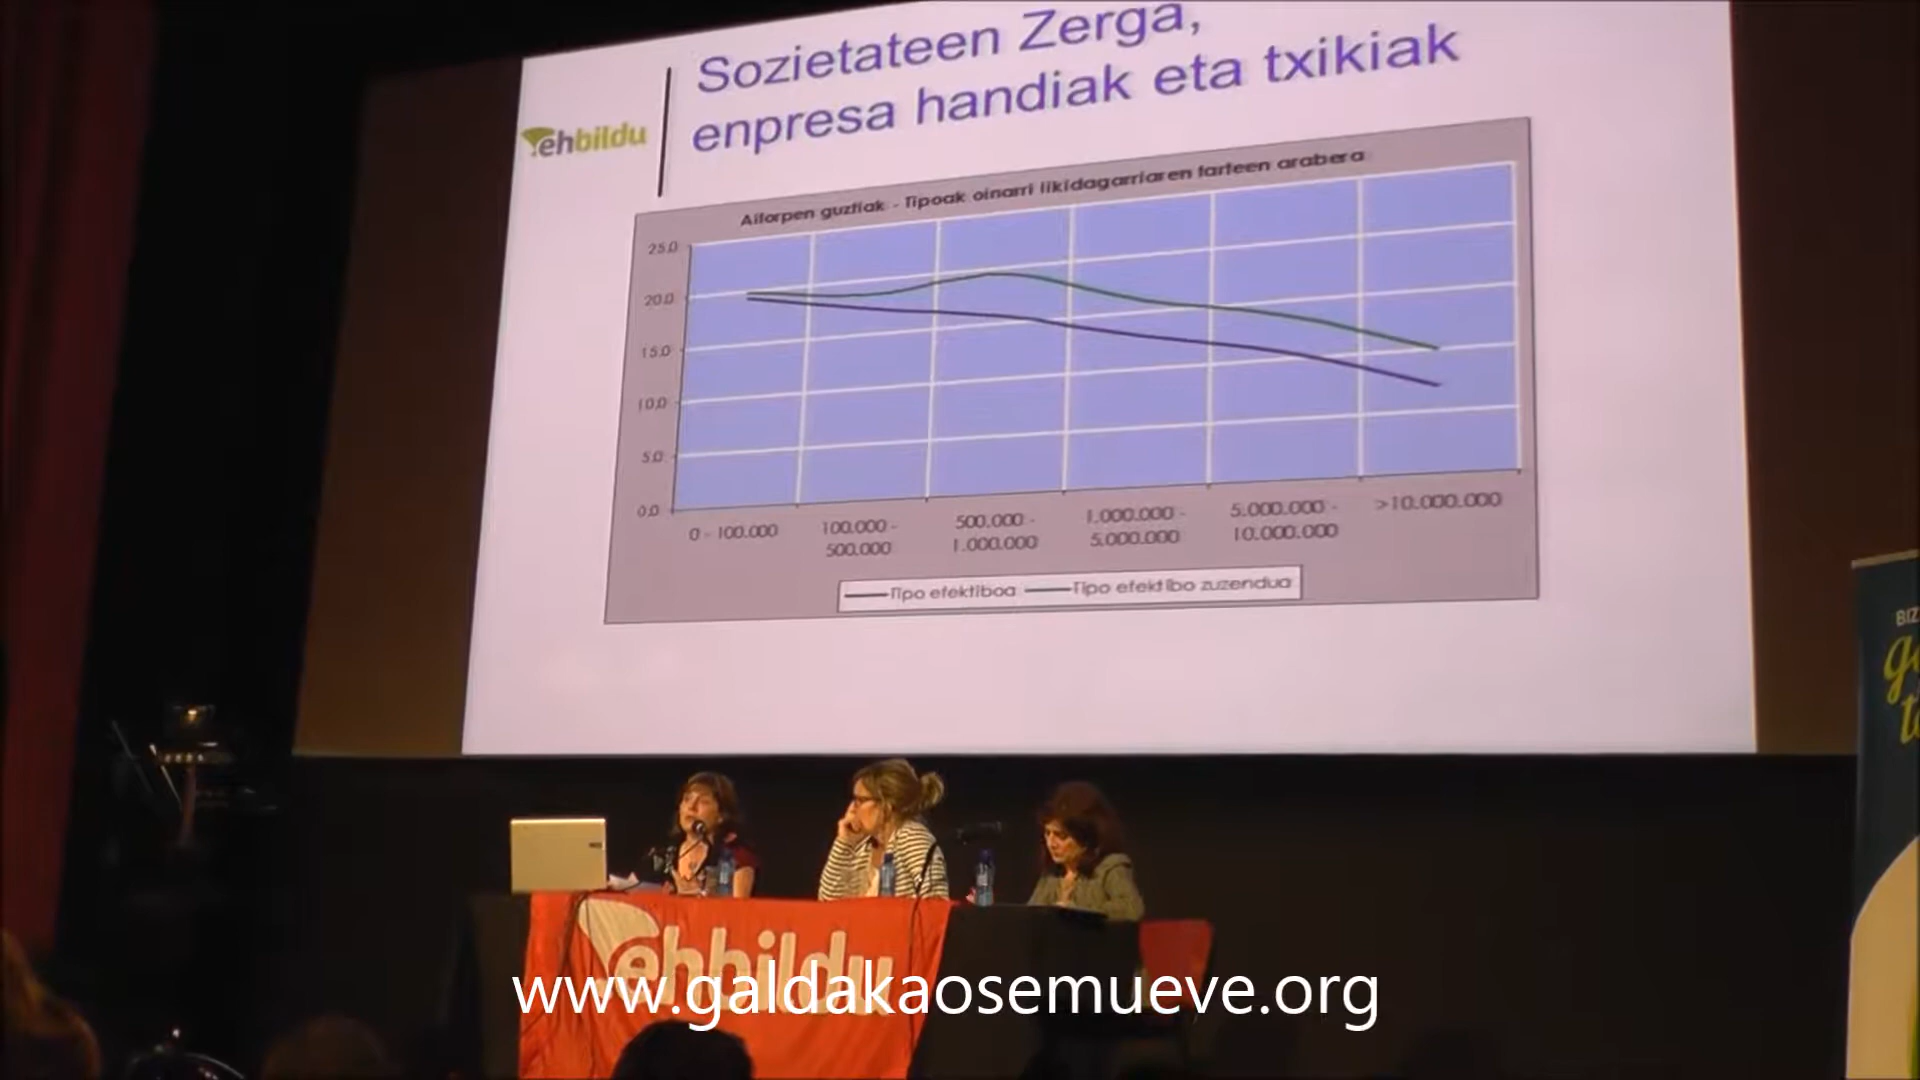 Sozietateen Zerga,
enpresa handiak eta txikiak
ehbildu
Aitorpen guztiak - Tipoak oinarri likidagarriaren tarteen arabera
25.0
20.0
15.0
10.0
5.0
0.0
0 - 100.000
100.000 -
500.000
500.000 -
1.000.000
1.000.000 -
5.000.000
5.000.000 -
10.000.000
>10.000.000
Tipo efektiboa
Tipo efektibo zuzendua
BIZ
ehbildu
www.galdakaosemueve.org